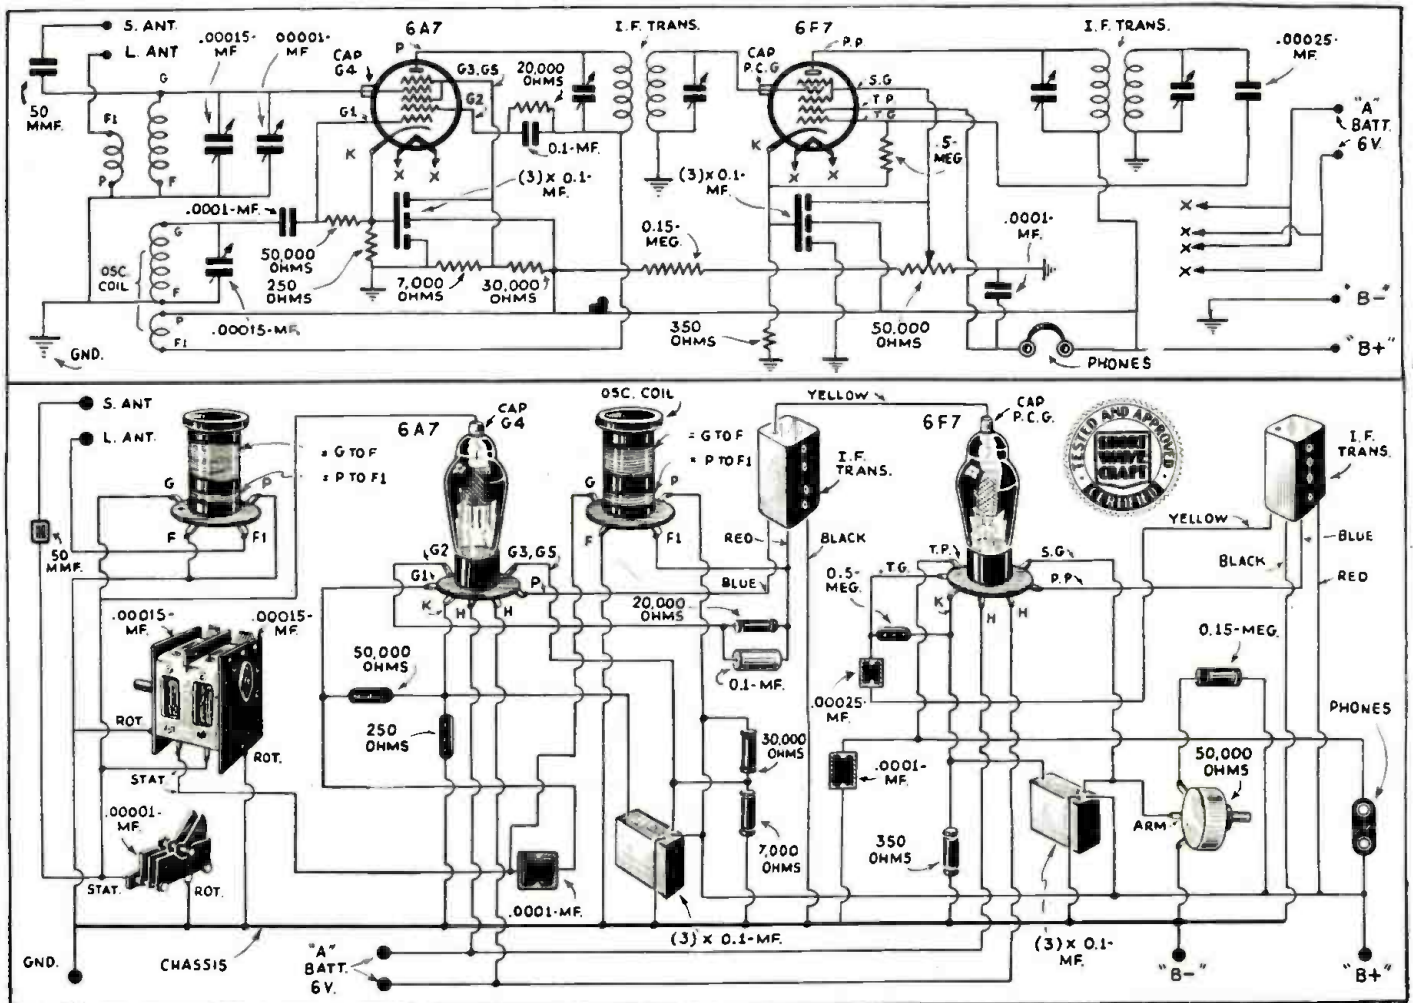 S. ANT.
L. ANT
.00015-
MF
00001-
MF
CAP
G4
6A7
P
G3,G5
20,000
OHMS
I.F. TRANS.
CAP
P.C.G
6F7
P.P
I.F. TRANS.
.00025-
MF.
G
50
MMF.
F1
P
F
G1
G2
K
X
X
0.1-MF.
S.G
T.P.
T.G
K
X
X
.5-
MEG
"A"
BATT.
6V.
(3) X 0.1-
MF.
(3) X 0.1-
MF.
.0001-MF.
G
OSC.
COIL
F
P
F1
50,000
OHMS
250
OHMS
7,000
OHMS
30,000
OHMS
0.15-
MEG.
.0001-
MF.
X
X
X
X
.00015-MF.
GND.
350
OHMS
50,000
OHMS
PHONES
"B-"
"B+"
S. ANT
L. ANT.
= G TO F
= P TO F1
G
P
F
F1
50
MMF.
6A7
CAP
G4
OSC. COIL
= G TO F
= P TO F1
G
P
F
F1
YELLOW
I.F.
TRANS.
RED
BLACK
BLUE
6F7
CAP
P.C.G.
TESTED AND APPROVED
SHORT
WAVE
CRAFT
CERTIFIED
I.F.
TRANS.
YELLOW
BLACK
BLUE
RED
G2
G3,G5
G1
P
K
H
H
T.P.
S.G
.T.G.
P.P
K
H
H
0.5-
MEG.
20,000
OHMS
0.1-MF.
.00015-
MF.
.00015-
MF.
ROT.
ROT.
STAT.
50,000
OHMS
250
OHMS
30,000
OHMS
7,000
OHMS
.00025-
MF.
.0001-
MF.
0.15-MEG.
PHONES
50,000
OHMS
ARM
350
OHMS
.00001-
MF.
STAT.
ROT.
.0001-MF.
(3) X 0.1-MF.
(3) X 0.1-
MF.
GND.
CHASSIS
"A"
BATT.
6V.
"B-"
"B+"